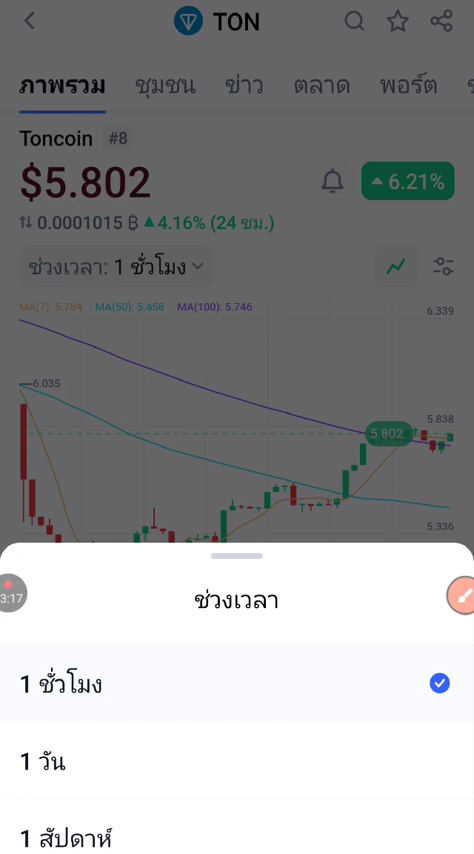 TON
ภาพรวม ชุมชน ข่าว ตลาด พอร์ต
Toncoin #8
$5.802
6.21%
0.0001015 ₿ 4.16% (24 ชม.)
ช่วงเวลา: 1 ชั่วโมง
MA(7): 5.784 MA(50): 5.458 MA(100): 5.746
6.339
6.035
5.838
5.802
5.336
3:17
ช่วงเวลา
1 ชั่วโมง
1 วัน
1 สัปดาห์